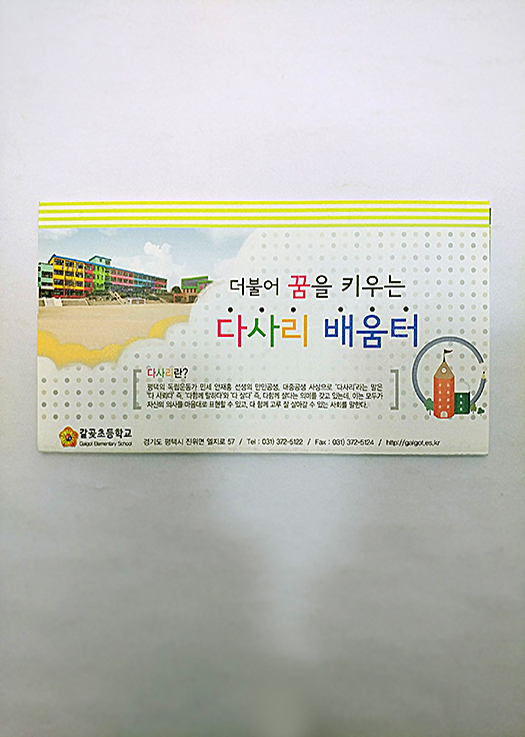 더불어 꿈을 키우는
다사리 배움터
다사리란?
평택의 독립운동가 민세 안재홍 선생의 만민공생, 대중공생 사상으로 "다사리"라는 말은
'다 사뢰다' 즉, '다함께 말하다'와 '다 살다' 즉, 다함께 살다는 의미를 갖고 있는데, 이는 모두가
자신의 의사를 마음대로 표현할 수 있고, 다 함께 고루 잘 살아갈 수 있는 사회를 말한다.
갈곶초등학교
Galgot Elementary School
경기도 평택시 진위면 엘지로 57 / Tel : 031) 372-5122 / Fax : 031) 372-5124 / http://galgot.es.kr